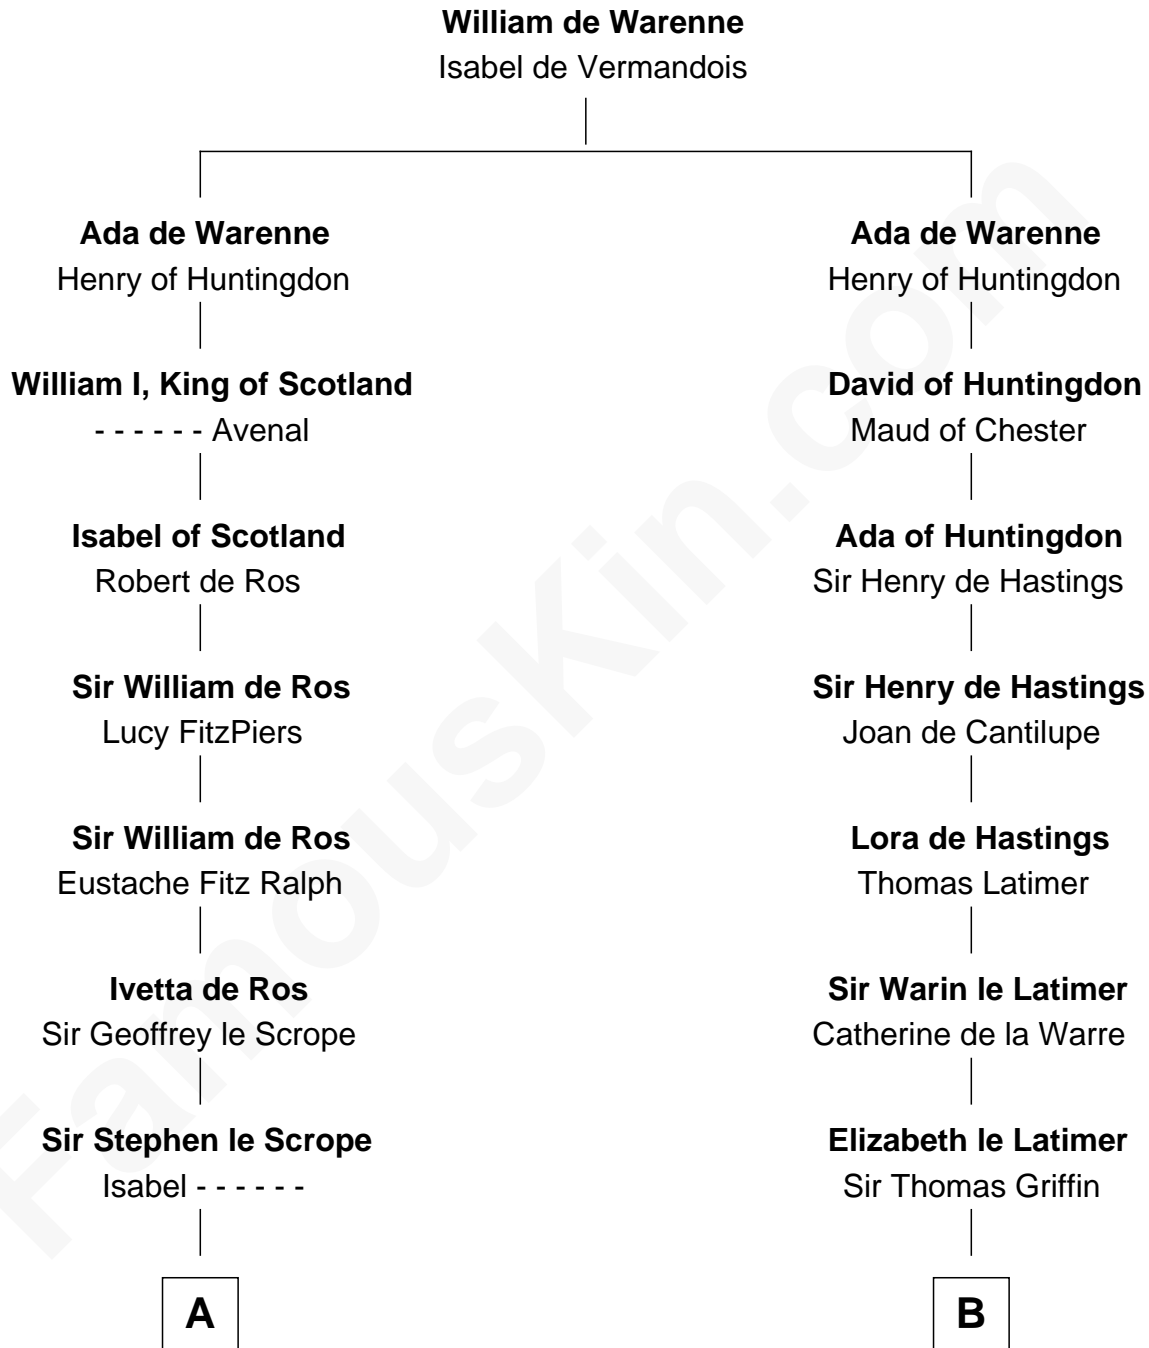 William de Warenne
Isabel de Vermandois
Ada de Warenne
Henry of Huntingdon
William I, King of Scotland
- - - - - - Avenal
Isabel of Scotland
Robert de Ros
Sir William de Ros
Lucy FitzPiers
Sir William de Ros
Eustache Fitz Ralph
Ivetta de Ros
Sir Geoffrey le Scrope
Sir Stephen le Scrope
Isabel - - - - - -
A
Ada de Warenne
Henry of Huntingdon
David of Huntingdon
Maud of Chester
Ada of Huntingdon
Sir Henry de Hastings
Sir Henry de Hastings
Joan de Cantilupe
Lora de Hastings
Thomas Latimer
Sir Warin le Latimer
Catherine de la Warre
Elizabeth le Latimer
Sir Thomas Griffin
B
FamousKin.com